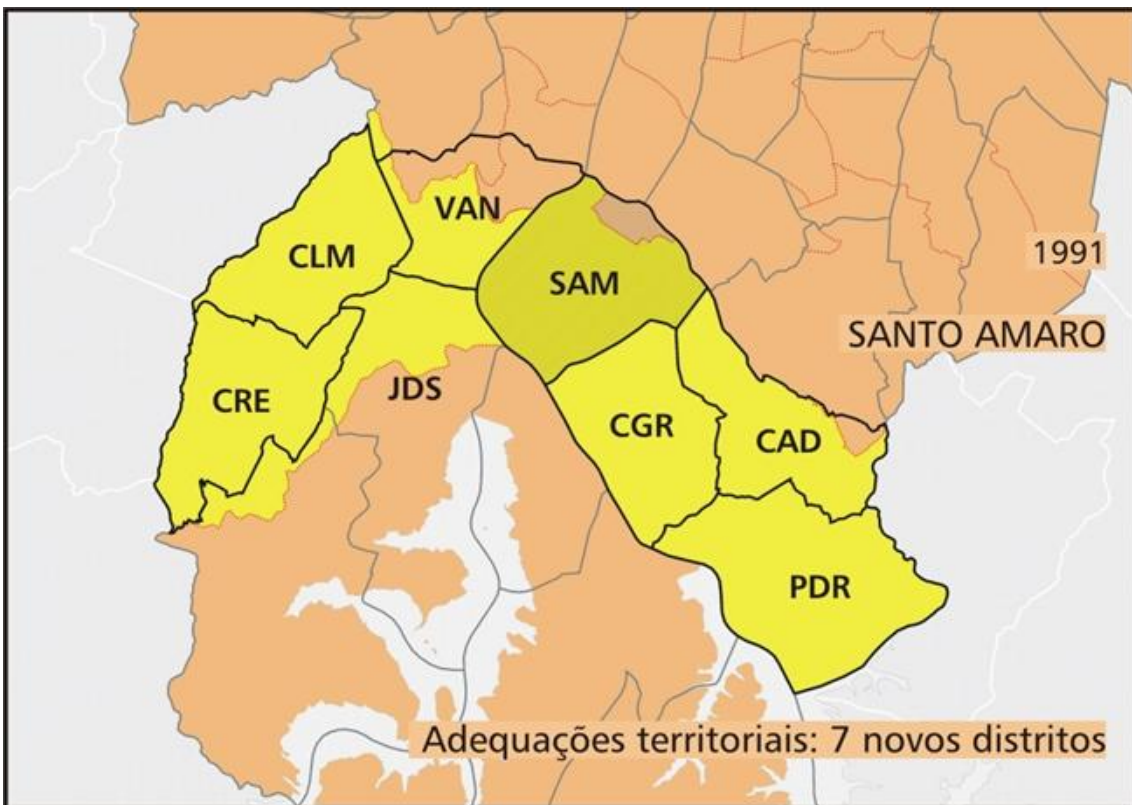 VAN
CLM
SAM
1991
SANTO AMARO
CRE
JDS
CGR
CAD
PDR
Adequações territoriais: 7 novos distritos